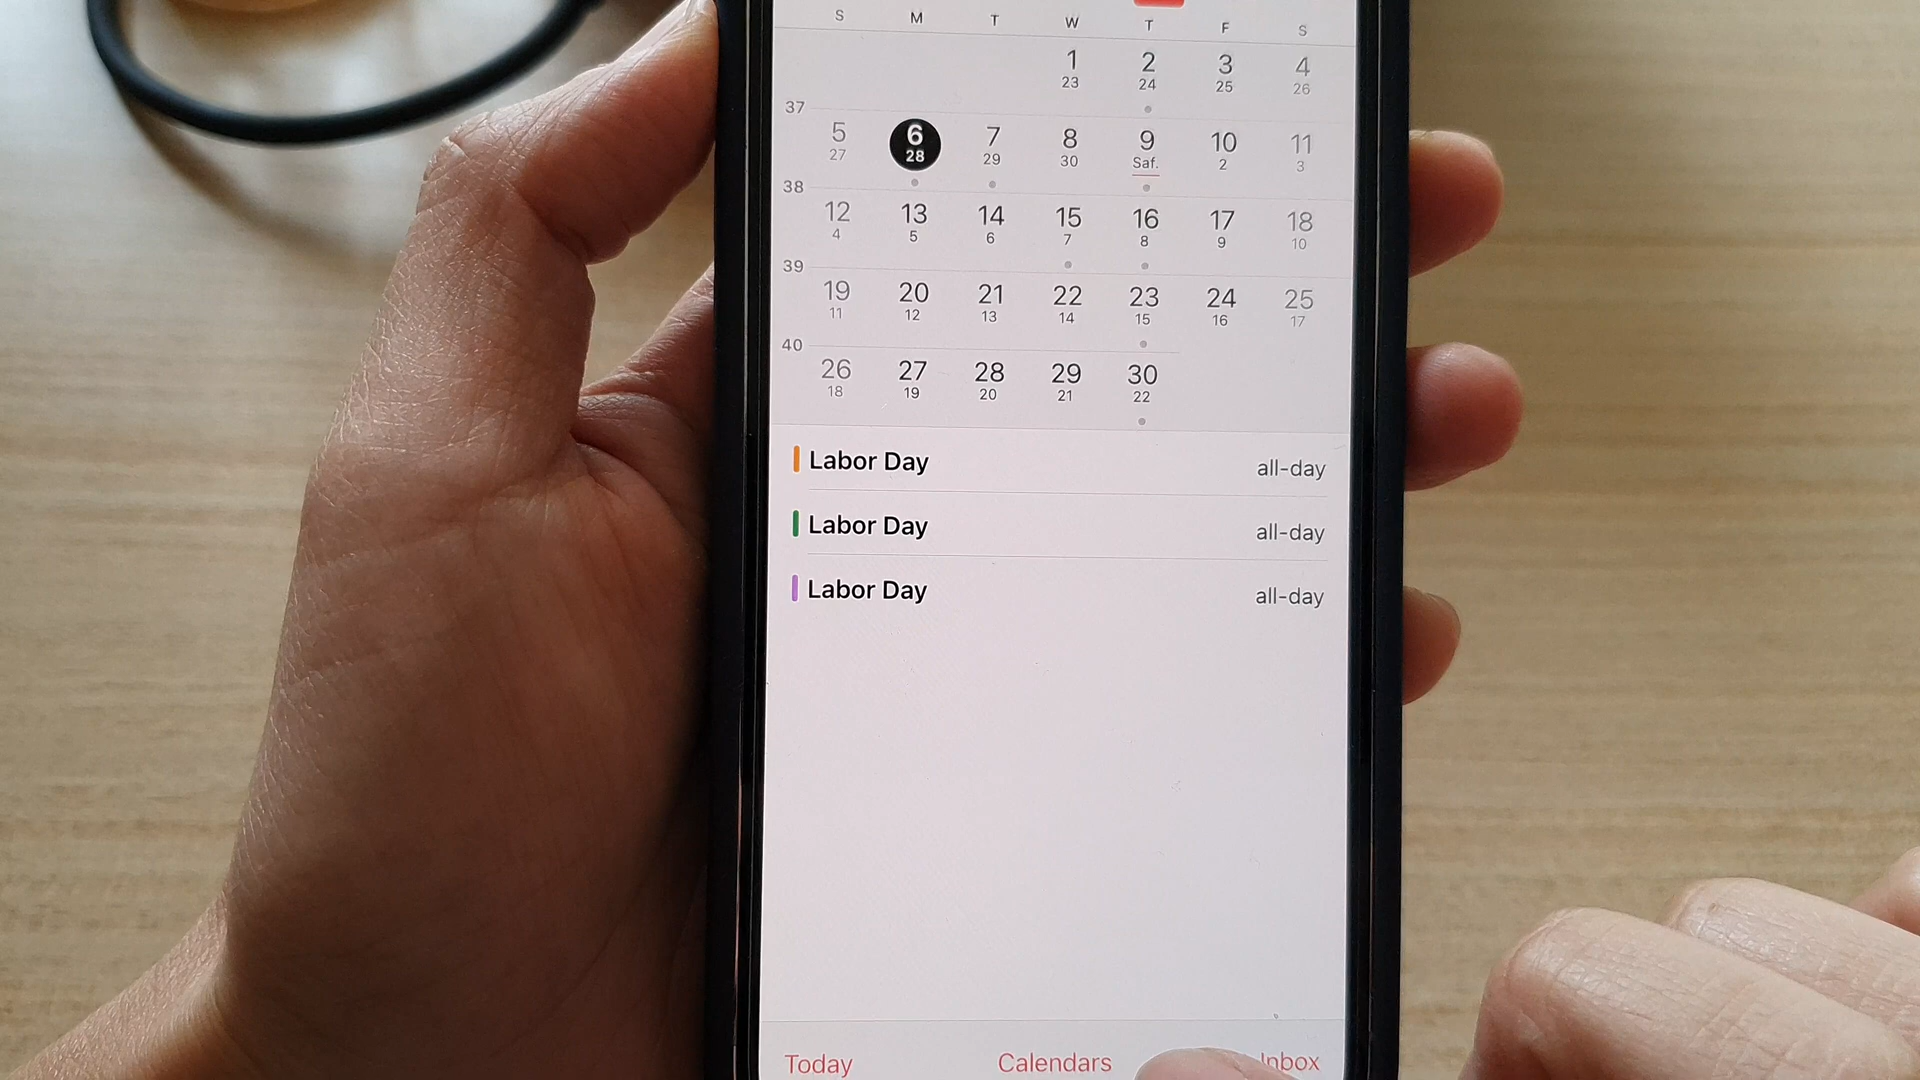 S M T W T F S
1 2 3 4
23 24 25 26
37
5 6 7 8 9 10 11
27 28 29 30 Saf. 2 3
38
12 13 14 15 16 17 18
4 5 6 7 8 9 10
39
19 20 21 22 23 24 25
11 12 13 14 15 16 17
40
26 27 28 29 30
18 19 20 21 22
Labor Day all-day
Labor Day all-day
Labor Day all-day
Today Calendars Inbox